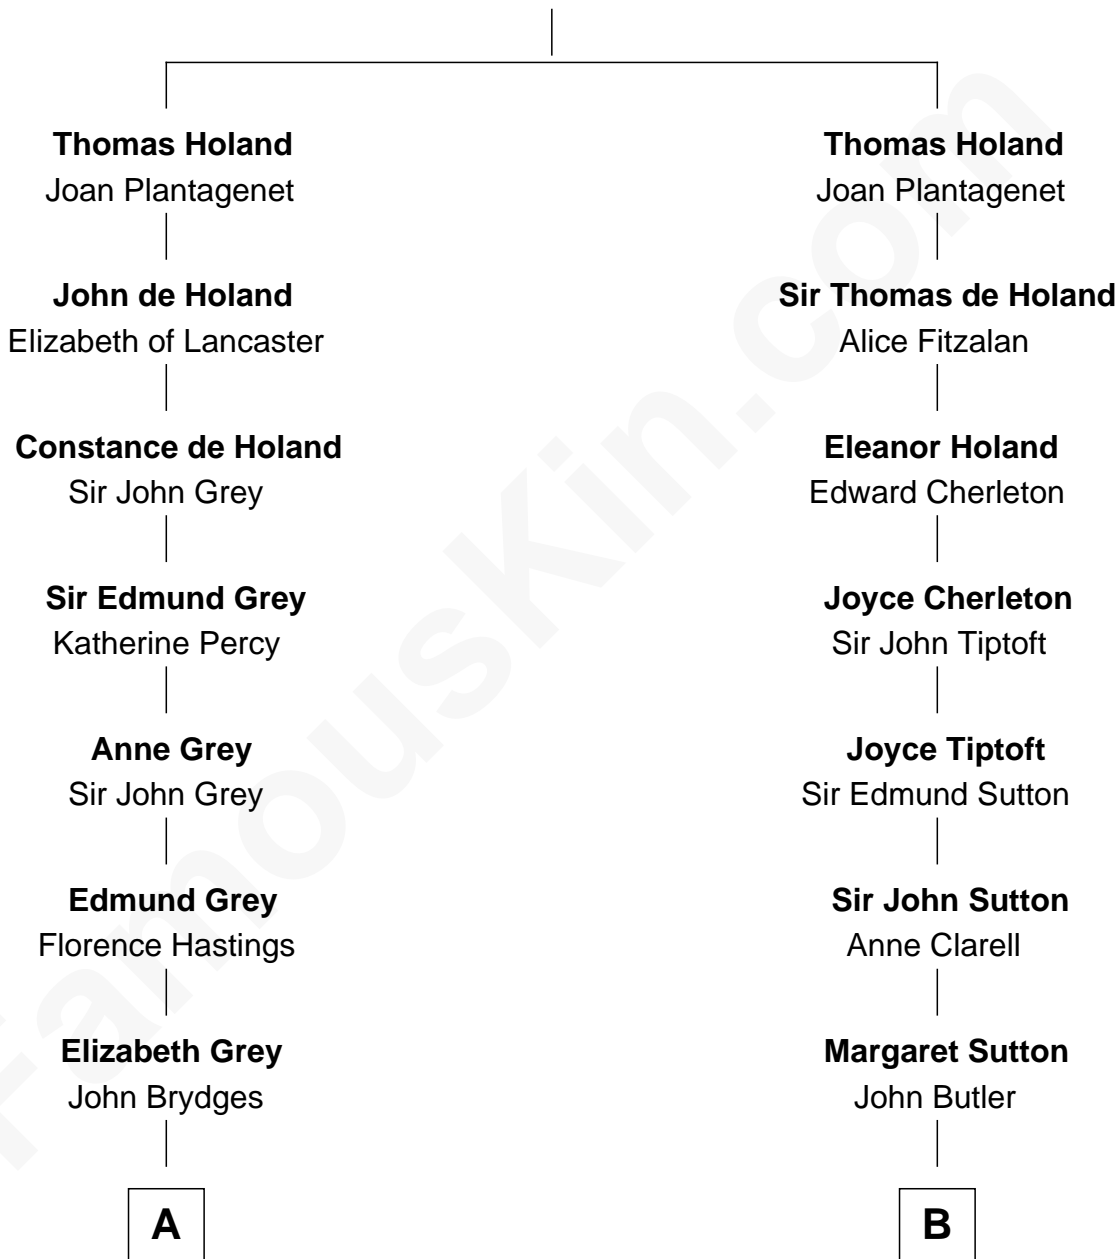 Thomas Holand
Joan Plantagenet
John de Holand
Elizabeth of Lancaster
Constance de Holand
Sir John Grey
Sir Edmund Grey
Katherine Percy
Anne Grey
Sir John Grey
Edmund Grey
Florence Hastings
Elizabeth Grey
John Brydges
A
Thomas Holand
Joan Plantagenet
Sir Thomas de Holand
Alice Fitzalan
Eleanor Holand
Edward Cherleton
Joyce Cherleton
Sir John Tiptoft
Joyce Tiptoft
Sir Edmund Sutton
Sir John Sutton
Anne Clarell
Margaret Sutton
John Butler
B
FamousKin.com